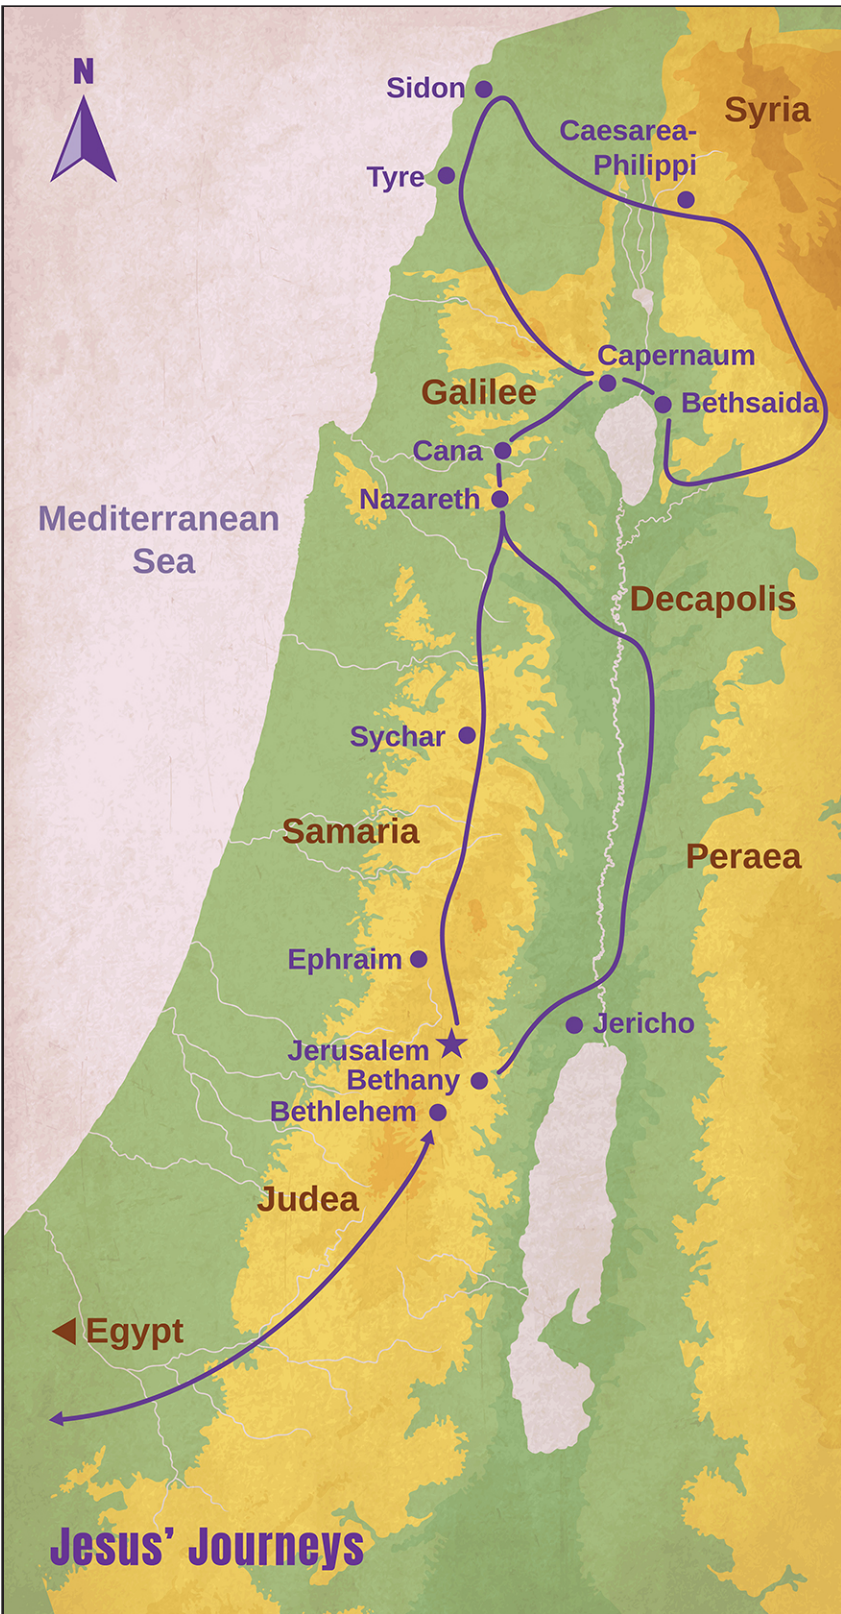 N
Sidon
Syria
Caesarea-
Philippi
Tyre
Capernaum
Galilee
Bethsaida
Cana
Nazareth
Mediterranean
Sea
Decapolis
Sychar
Samaria
Peraea
Ephraim
Jericho
Jerusalem
Bethany
Bethlehem
Judea
Egypt
Jesus’ Journeys